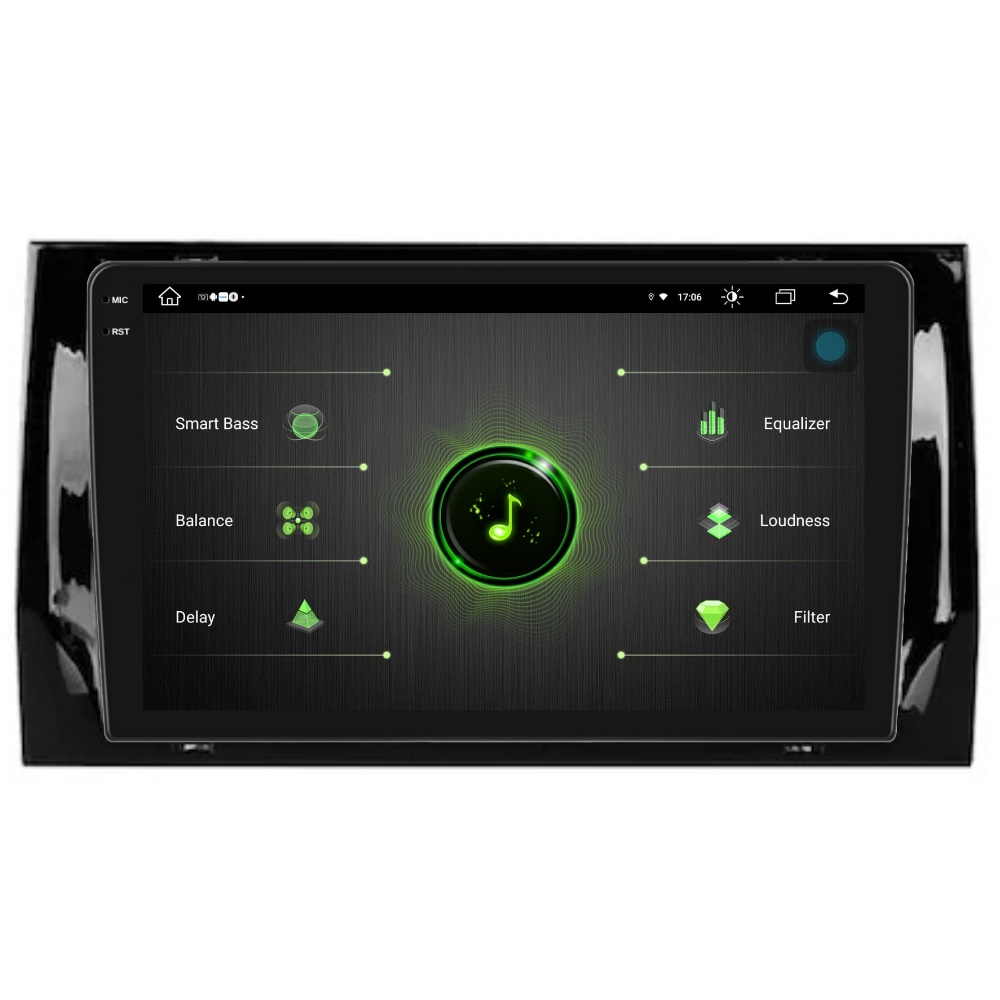 MIC
17:06
RST
Smart Bass
Equalizer
Balance
Loudness
Delay
Filter